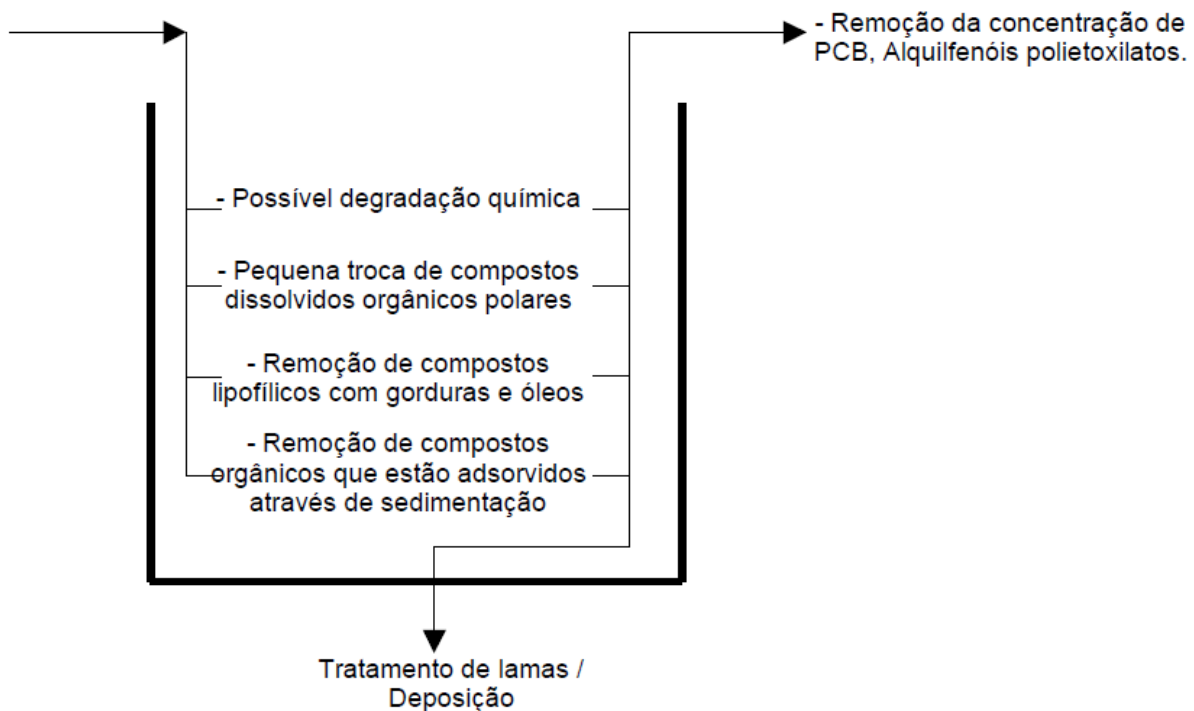 - Remoção da concentração de
PCB, Alquilfenóis polietoxilatos.
- Possível degradação química
- Pequena troca de compostos
dissolvidos orgânicos polares
- Remoção de compostos
lipofílicos com gorduras e óleos
- Remoção de compostos
orgânicos que estão adsorvidos
através de sedimentação
Tratamento de lamas /
Deposição